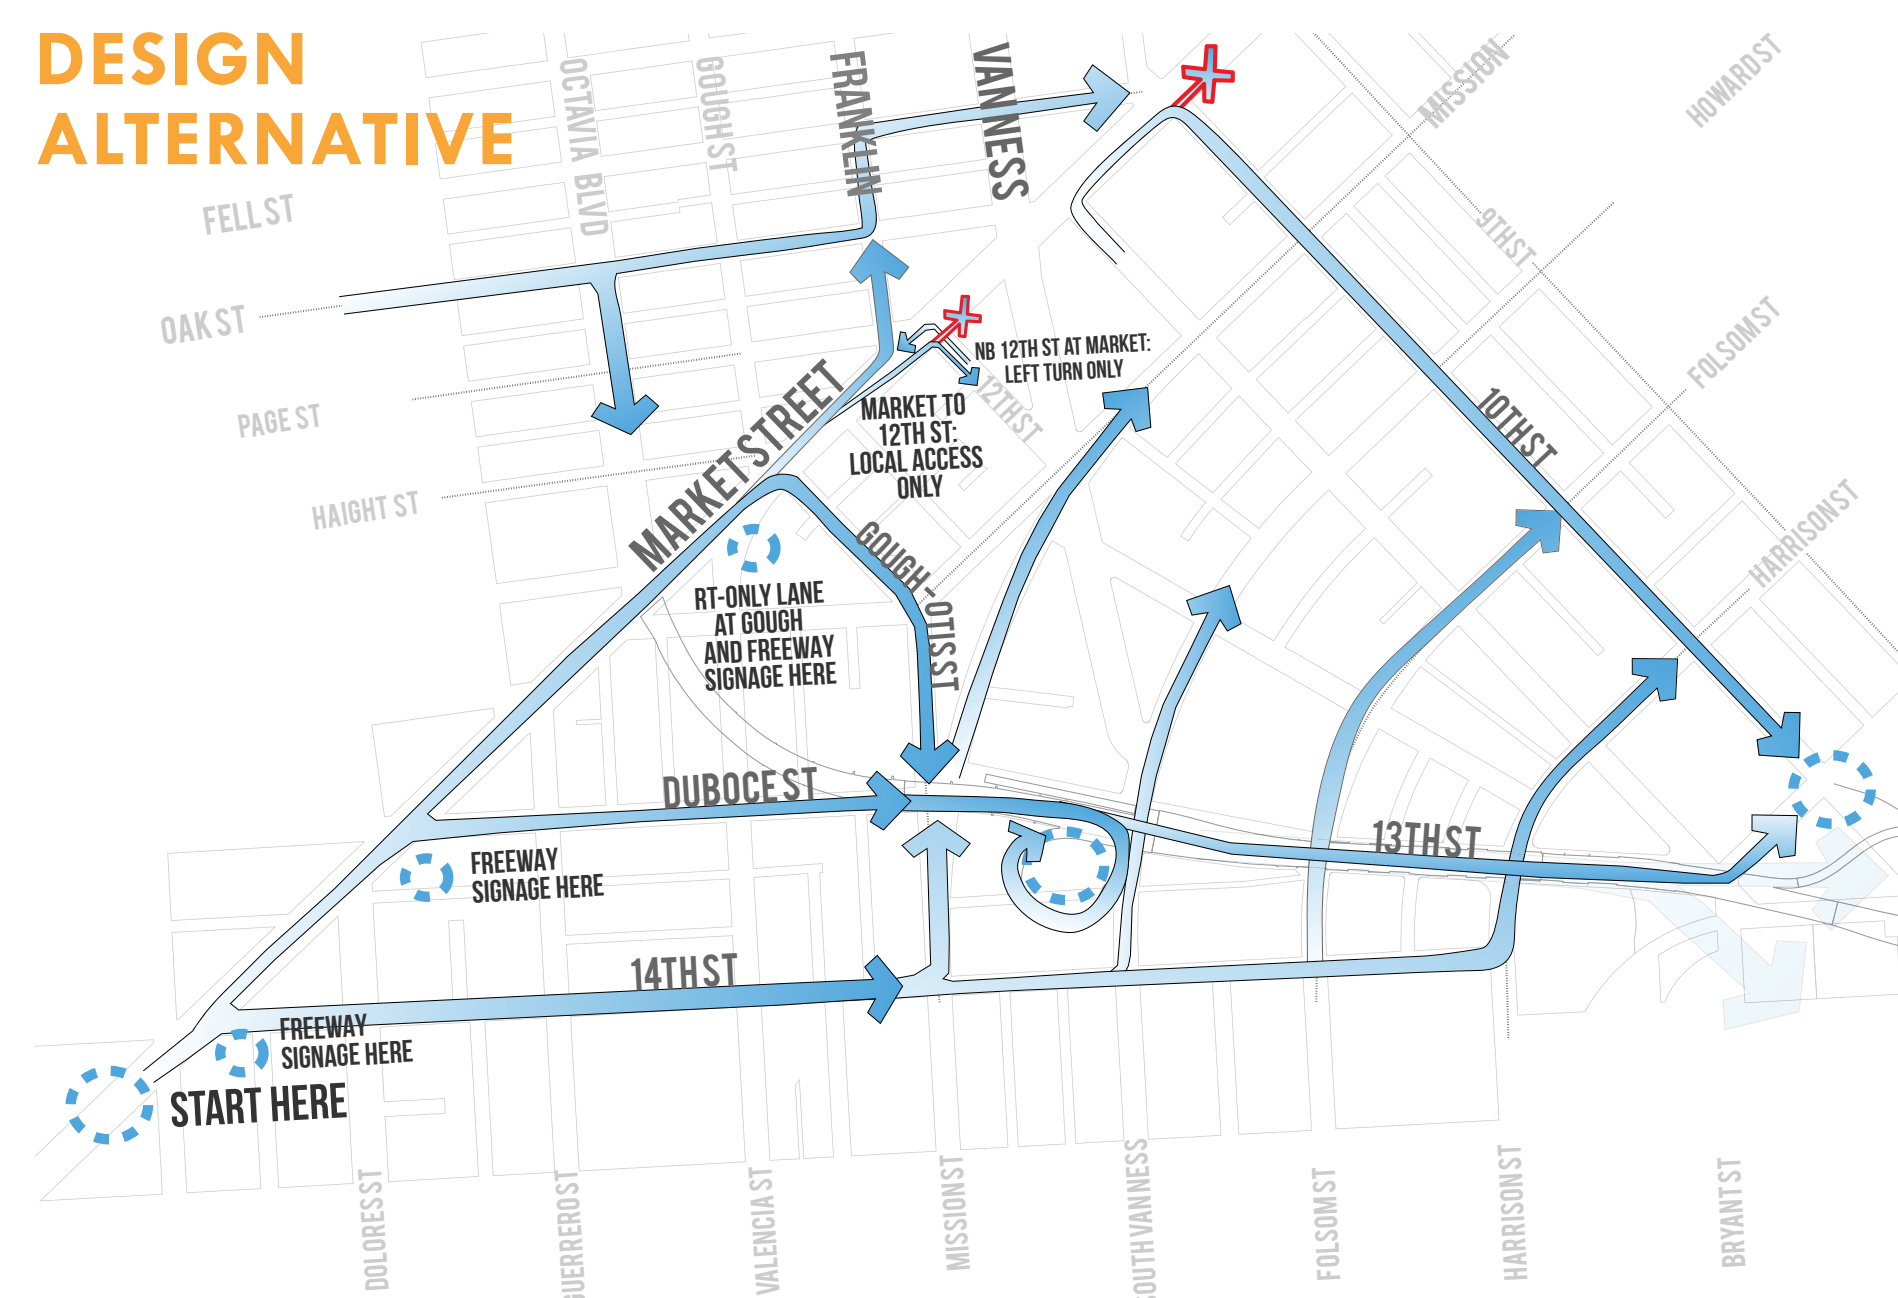 DESIGN
ALTERNATIVE
OCTAVIA BLVD
GOUGH ST
FRANKLIN
VAN NESS
MISSION
HOWARD ST
FELL ST
9TH ST
OAK ST
FOLSOM ST
NB 12TH ST AT MARKET:
LEFT TURN ONLY
12TH ST
PAGE ST
MARKET STREET
MARKET TO
12TH ST:
LOCAL ACCESS
ONLY
10TH ST
HAIGHT ST
HARRISON ST
GOUGH - OTIS ST
RT-ONLY LANE
AT GOUGH
AND FREEWAY
SIGNAGE HERE
DUBOCE ST
13TH ST
FREEWAY
SIGNAGE HERE
14TH ST
FREEWAY
SIGNAGE HERE
START HERE
DOLORES ST
GUERRERO ST
VALENCIA ST
MISSION ST
SOUTH VAN NESS
FOLSOM ST
HARRISON ST
BRYANT ST